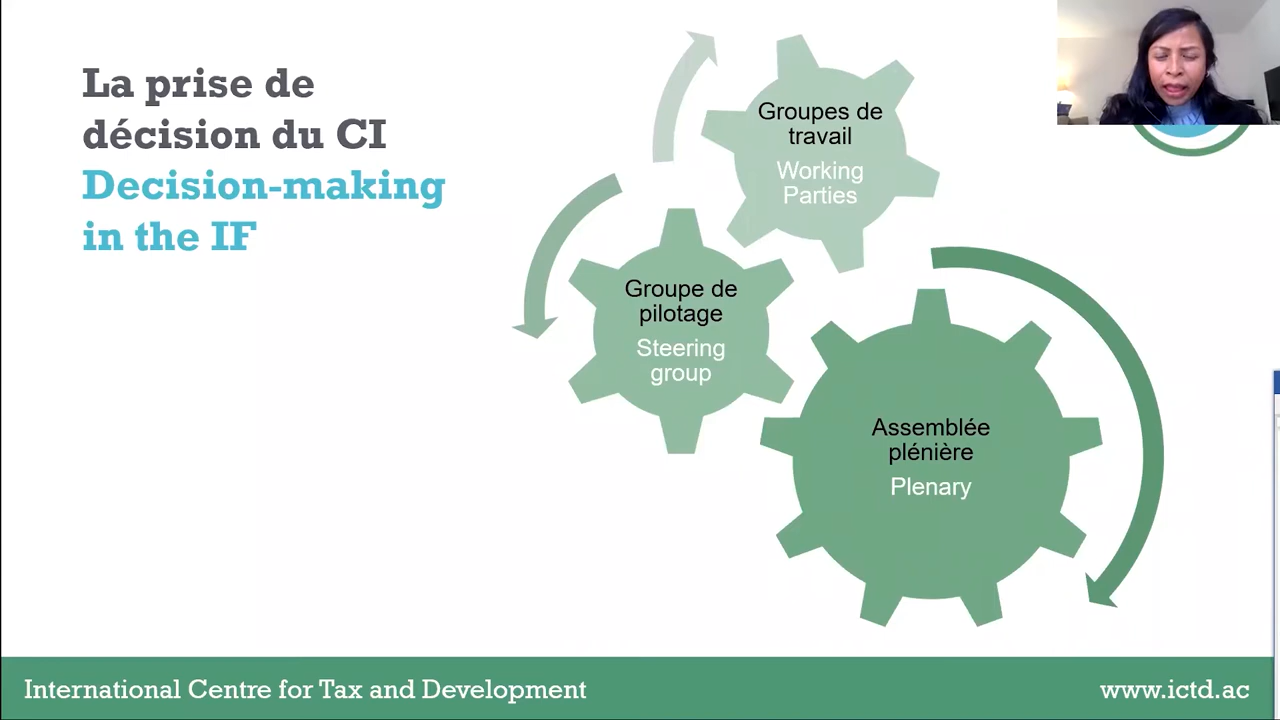 La prise de
décision du CI
Decision-making
in the IF
Groupes de
travail
Working
Parties
Groupe de
pilotage
Steering
group
Assemblée
plénière
Plenary
International Centre for Tax and Development
www.ictd.ac